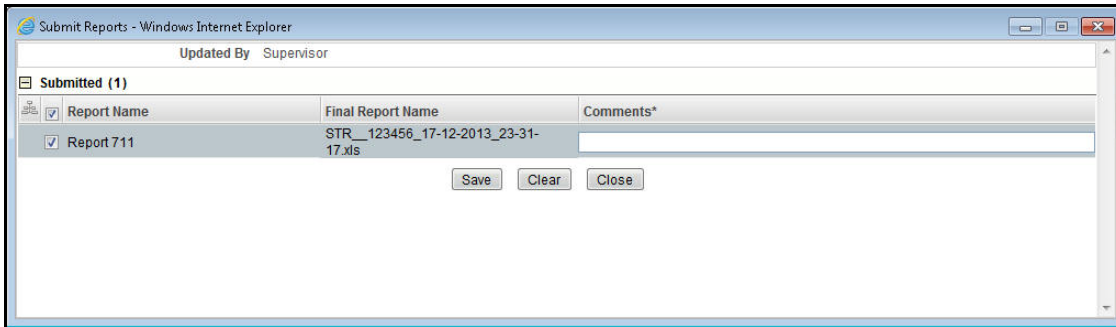 Submit Reports - Windows Internet Explorer
Updated By Supervisor
Submitted (1)
Report Name Final Report Name Comments*
Report 711 STR__123456_17-12-2013_23-31-
17.xls
Save Clear Close